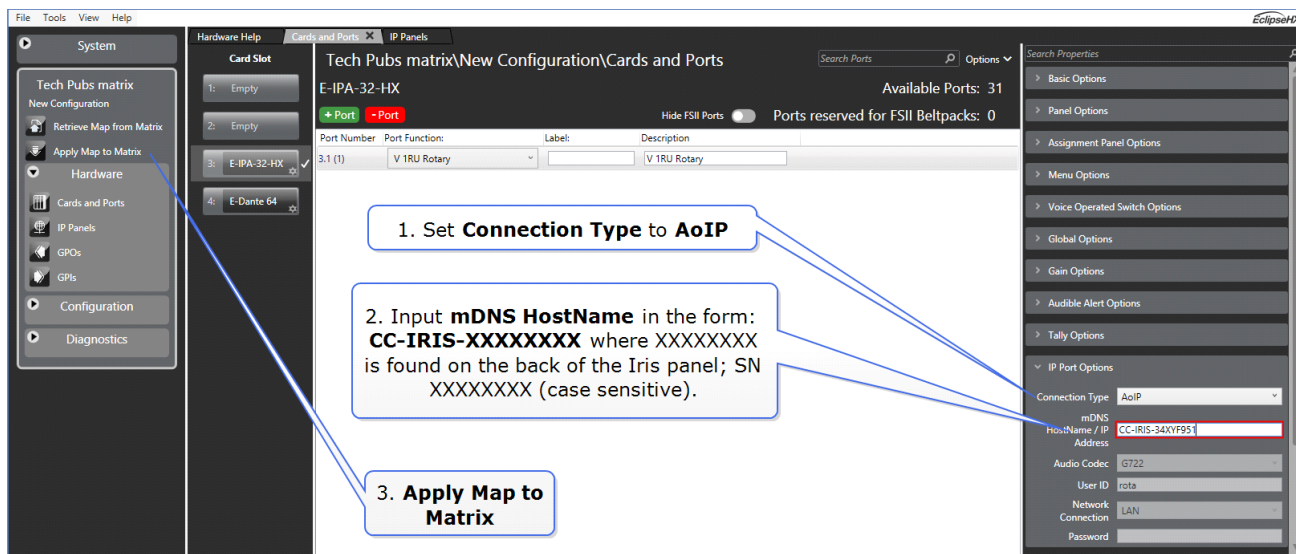 File Tools View Help
EclipseHX
System
Tech Pubs matrix
New Configuration
Retrieve Map from Matrix
Apply Map to Matrix
Hardware
Cards and Ports
IP Panels
GPOs
GPIs
Configuration
Diagnostics
Hardware Help Cards and Ports IP Panels
Card Slot
1: Empty
2: Empty
3: E-IPA-32-HX
4: E-Dante 64
Tech Pubs matrix\New Configuration\Cards and Ports
Search Ports
Options
E-IPA-32-HX
Available Ports: 31
+ Port
- Port
Hide FSII Ports
Ports reserved for FSII Beltpacks: 0
Port Number Port Function: Label: Description
3.1 (1) V 1RU Rotary V 1RU Rotary
1. Set Connection Type to AoIP
2. Input mDNS HostName in the form:
CC-IRIS-XXXXXXXX where XXXXXXXX
is found on the back of the Iris panel; SN
XXXXXXXX (case sensitive).
3. Apply Map to
Matrix
Search Properties
Basic Options
Panel Options
Assignment Panel Options
Menu Options
Voice Operated Switch Options
Global Options
Gain Options
Audible Alert Options
Tally Options
IP Port Options
Connection Type AoIP
mDNS
HostName / IP
Address
CC-IRIS-34XYF951
Audio Codec G722
User ID rota
Network
Connection
LAN
Password